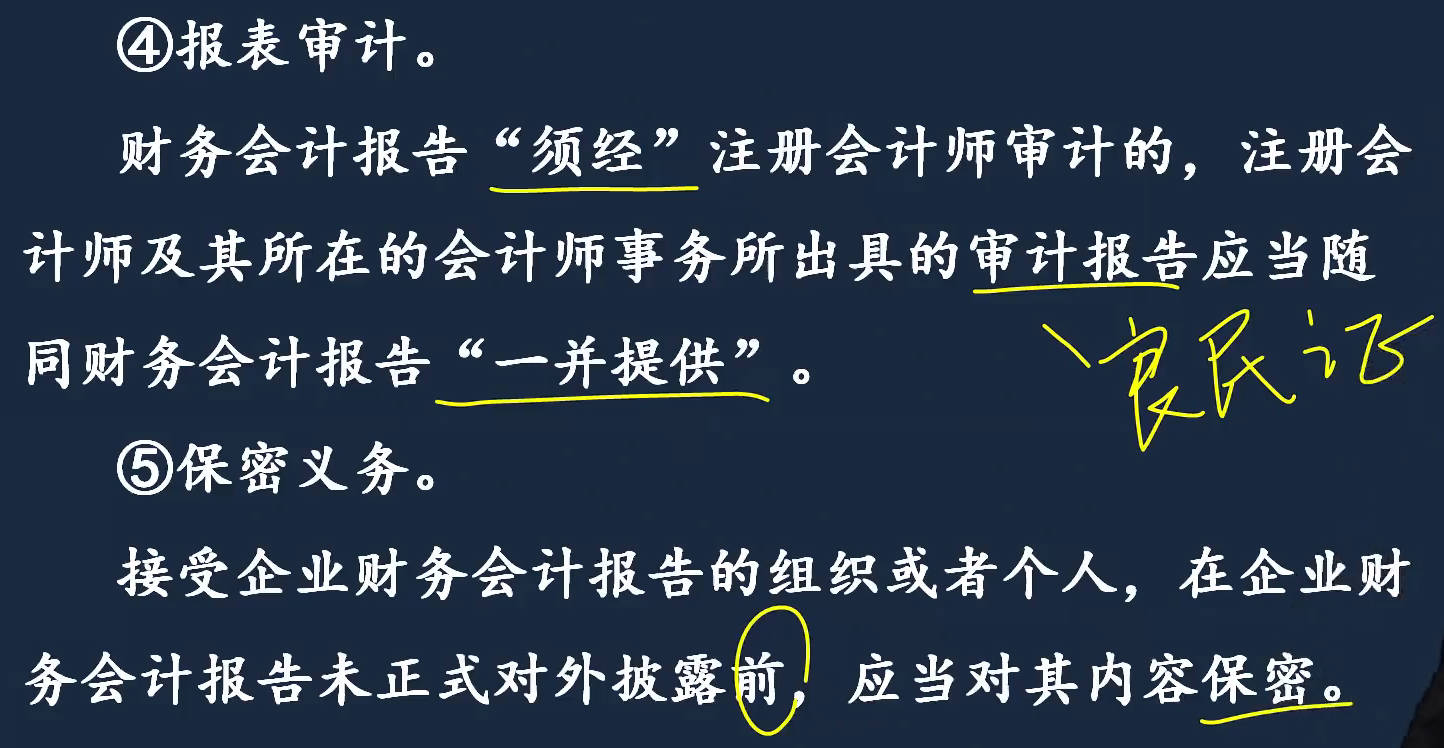 ④报表审计。
财务会计报告“须经”注册会计师审计的，注册会
计师及其所在的会计师事务所出具的审计报告应当随
同财务会计报告“一并提供”。
良民证
⑤保密义务。
接受企业财务会计报告的组织或者个人，在企业财
务会计报告未正式对外披露前，应当对其内容保密。